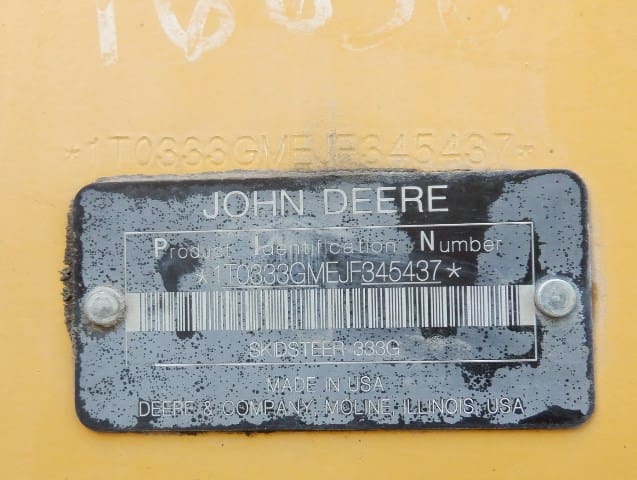 *1T0333GMEJF345437*
JOHN DEERE
Product Identification Number
*1T0333GMEJF345437*
SKIDSTEER 333G
MADE IN USA
DEERE & COMPANY MOLINE, ILLINOIS USA